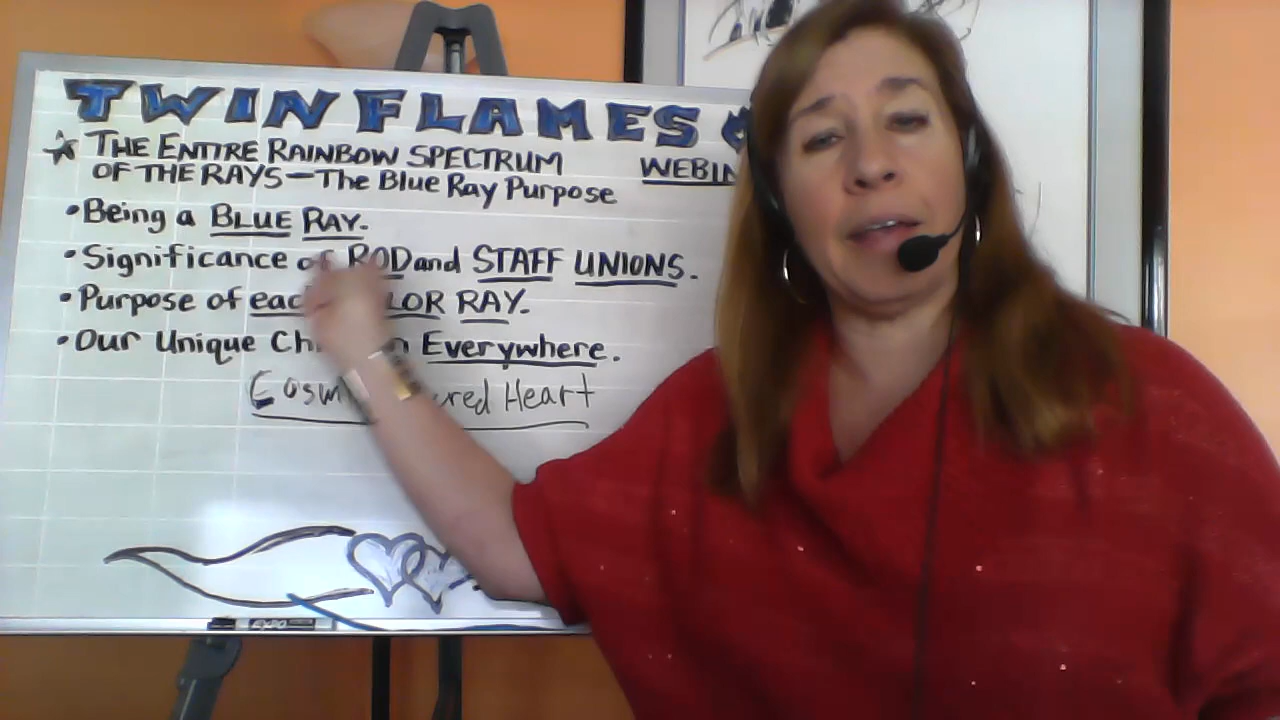 TWIN FLAMES
☆ THE ENTIRE RAINBOW SPECTRUM
OF THE RAYS—The Blue Ray Purpose
WEBIN
• Being a BLUE RAY.
• Significance of ROD and STAFF UNIONS.
• Purpose of RAY.
• Our Unique Everywhere.
Heart
EXPO